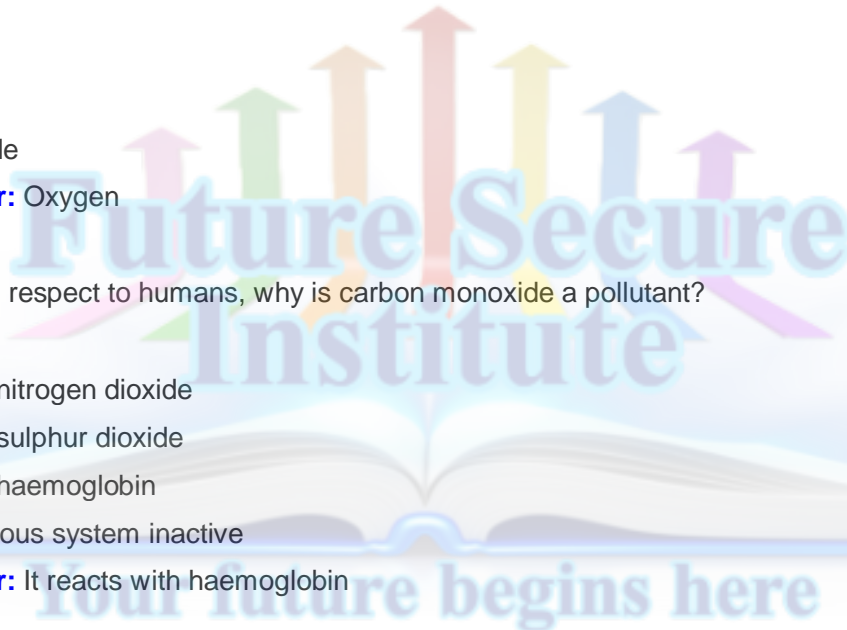 de
r: Oxygen
respect to humans, why is carbon monoxide a pollutant?
nitrogen dioxide
sulphur dioxide
haemoglobin
ous system inactive
r: It reacts with haemoglobin
Future Secure
Institute
Your future begins here